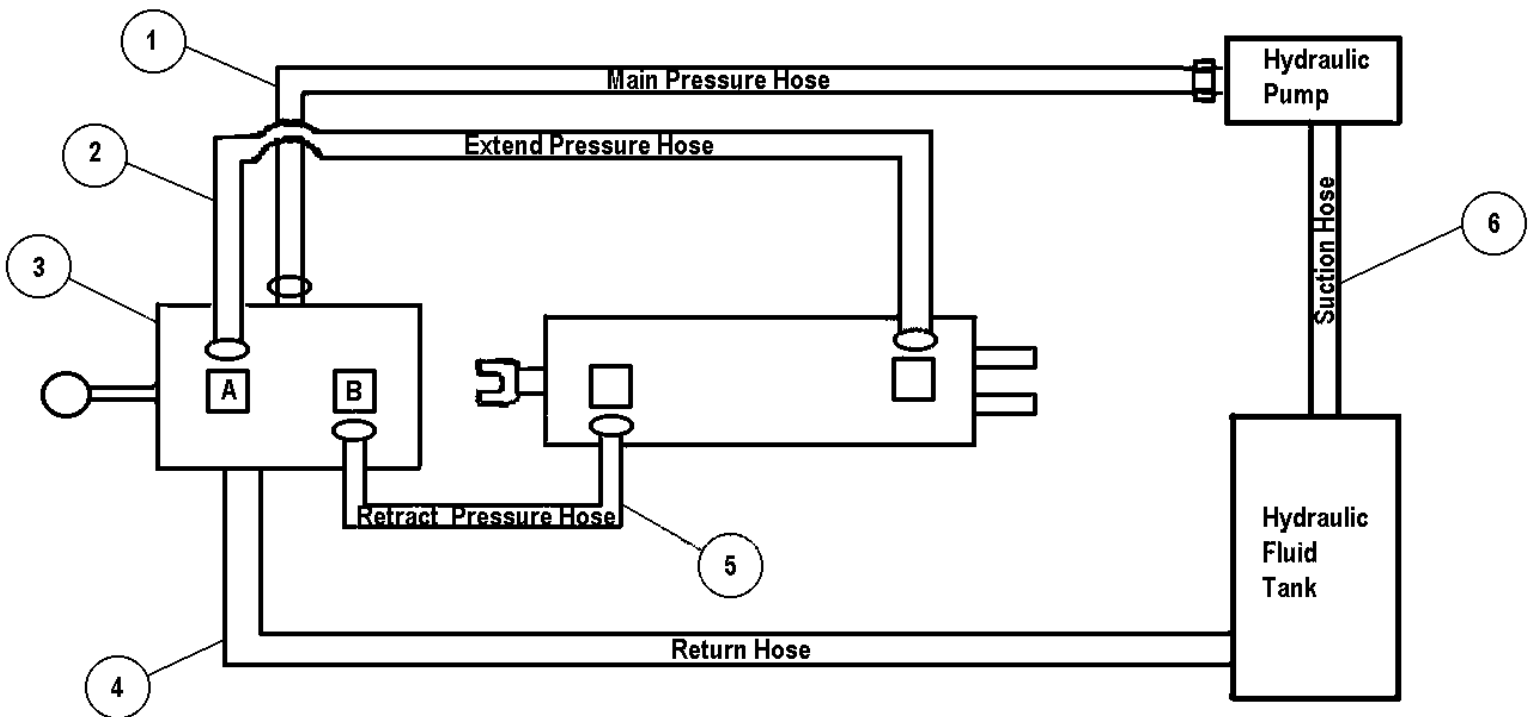 1
Hydraulic
Pump
Main Pressure Hose
2
Extend Pressure Hose
Suction Hose
6
3
A
B
Retract Pressure Hose
Hydraulic
Fluid
Tank
5
Return Hose
4